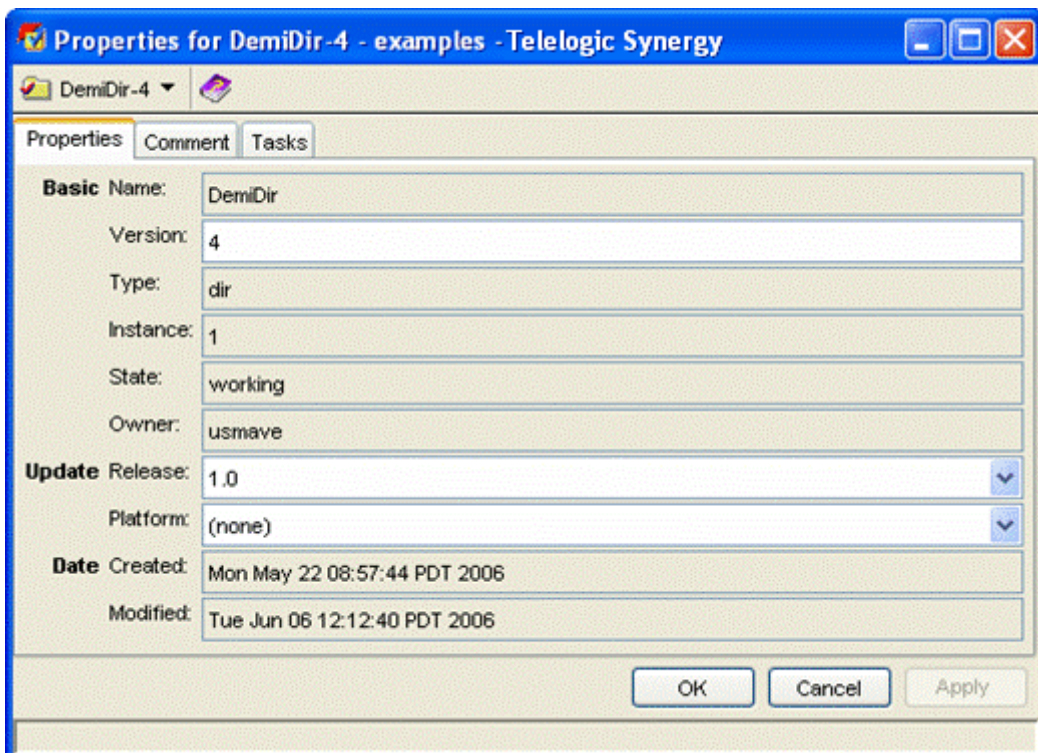 Properties for DemiDir-4 - examples - Telelogic Synergy
DemiDir-4
Properties Comment Tasks
Basic Name: DemiDir
Version: 4
Type: dir
Instance: 1
State: working
Owner: usmave
Update Release: 1.0
Platform: (none)
Date Created: Mon May 22 08:57:44 PDT 2006
Modified: Tue Jun 06 12:12:40 PDT 2006
OK Cancel Apply